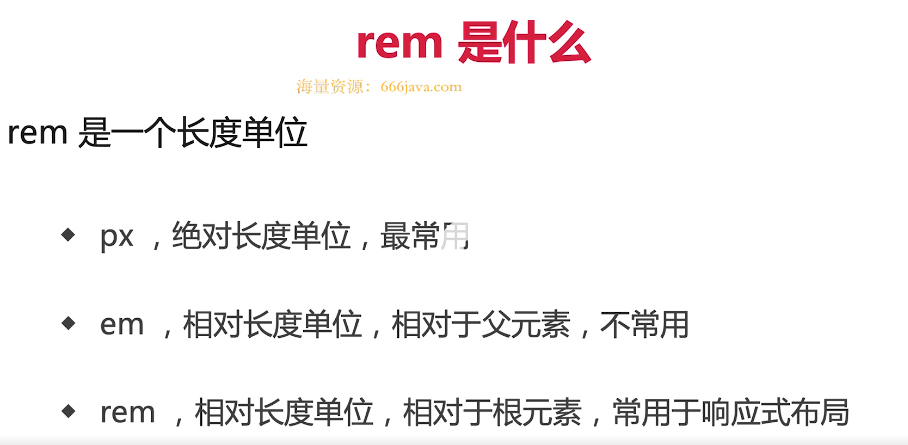 rem 是什么
海量资源：666java.com
rem 是一个长度单位
◆ px ，绝对长度单位，最常用
◆ em ，相对长度单位，相对于父元素，不常用
◆ rem ，相对长度单位，相对于根元素，常用于响应式布局